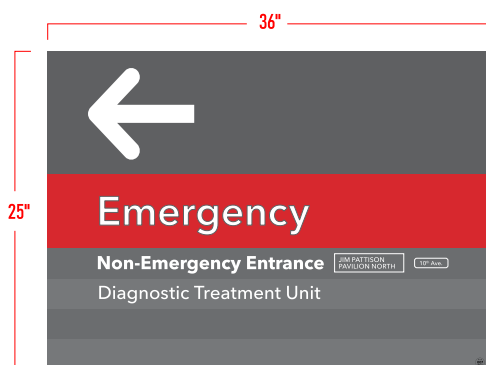 36"
25"
Emergency
Non-Emergency Entrance
JIM PATTISON
PAVILION NORTH
10th Ave.
Diagnostic Treatment Unit